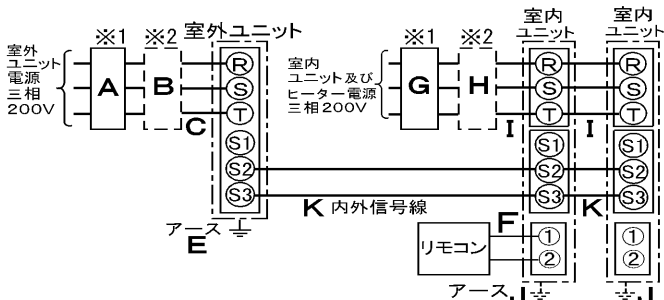 ※1 ※2 室外ユニット
室外
ユニット
電源
三相
200V
A B
C
R
S
T
S1
S2
S3
アース
E
※1 ※2
室内
ユニット及び
ヒーター電源
三相200V
G H
室内
ユニット
室内
ユニット
R
S
T
I I
S1
S2
S3
R
S
T
S1
S2
S3
K 内外信号線
K
F
リモコン
1
2
1
2
アース J
J